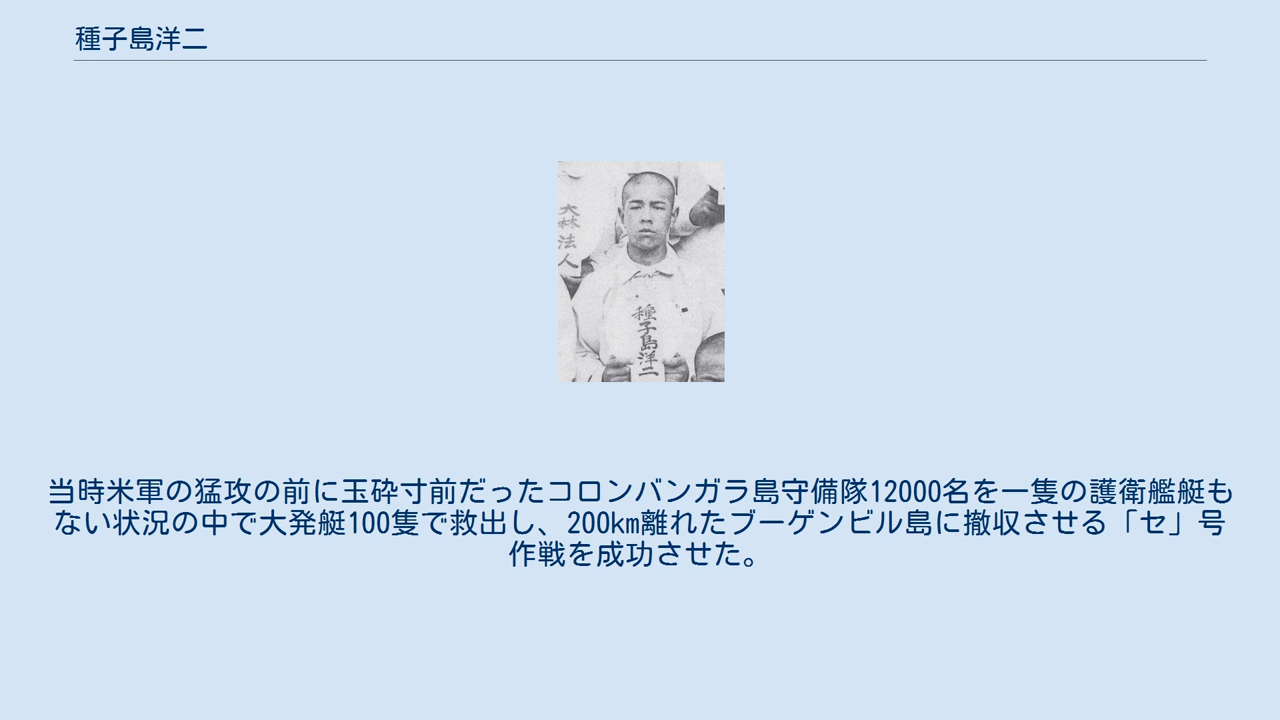 種子島洋二
大林法人
種子島洋二
当時米軍の猛攻の前に玉砕寸前だったコロンバンガラ島守備隊12000名を一隻の護衛艦艇も
ない状況の中で大発艇100隻で救出し、200km離れたブーゲンビル島に撤収させる「セ」号
作戦を成功させた。